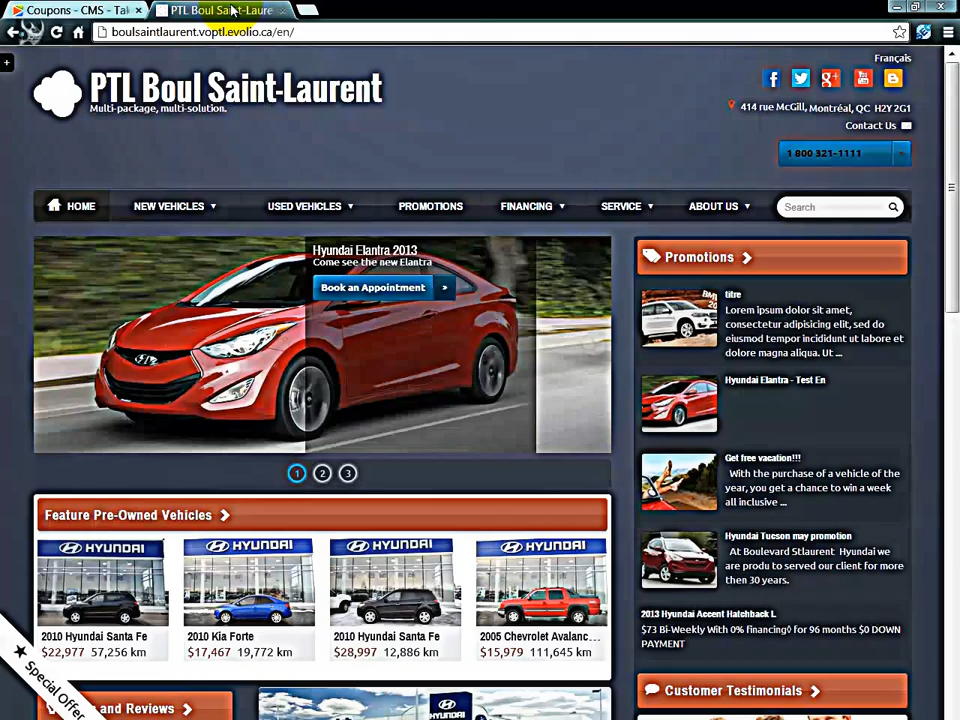 Coupons - CMS - Tal
PTL Boul Saint-Laure
boulsaintlaurent.voptl.evolio.ca/en/
Français
PTL Boul Saint-Laurent
Multi-package, multi-solution.
414 rue McGill, Montréal, QC H2Y 2G1
Contact Us
1 800 321-1111
HOME
NEW VEHICLES
USED VEHICLES
PROMOTIONS
FINANCING
SERVICE
ABOUT US
Search
Hyundai Elantra 2013
Come see the new Elantra
Book an Appointment »
1 2 3
Promotions
titre
Lorem ipsum dolor sit amet,
consectetur adipisicing elit, sed do
eiusmod tempor incididunt ut labore et
dolore magna aliqua. Ut ...
Hyundai Elantra - Test En
Get free vacation!!!
With the purchase of a vehicle of the
year, you get a chance to win a week
all inclusive ...
Hyundai Tucson may promotion
At Boulevard Stlaurent Hyundai we
are produ to served our client for more
then 30 years.
2013 Hyundai Accent Hatchback L
$73 Bi-Weekly With 0% financing◊ for 96 months $0 DOWN
PAYMENT
Customer Testimonials
Feature Pre-Owned Vehicles
HYUNDAI
HYUNDAI
HYUNDAI
HYUNDAI
2010 Hyundai Santa Fe
$22,977 57,256 km
2010 Kia Forte
$17,467 19,772 km
2010 Hyundai Santa Fe
$28,997 12,886 km
2005 Chevrolet Avalanc...
$15,979 111,645 km
Special Offer
and Reviews
HYUNDAI